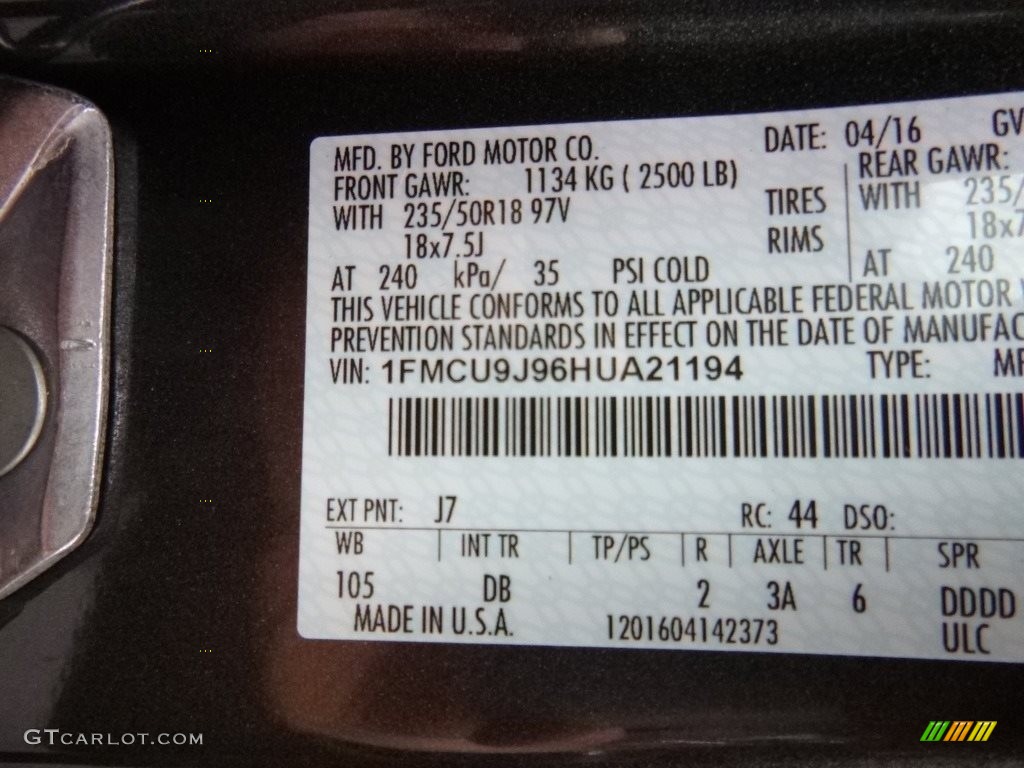 MFD. BY FORD MOTOR CO. DATE: 04/16 GV
FRONT GAWR: 1134 KG ( 2500 LB) REAR GAWR:
WITH 235/50R18 97V TIRES WITH 235/
18x7.5J RIMS 18x7
AT 240 kPa/ 35 PSI COLD AT 240
THIS VEHICLE CONFORMS TO ALL APPLICABLE FEDERAL MOTOR
PREVENTION STANDARDS IN EFFECT ON THE DATE OF MANUFAC
VIN: 1FMCU9J96HUA21194 TYPE: MP
EXT PNT: J7 RC: 44 DSO:
WB INT TR TP/PS R AXLE TR SPR
105 DB 2 3A 6 DDDD
MADE IN U.S.A. 1201604142373 ULC
GTCARLOT.COM